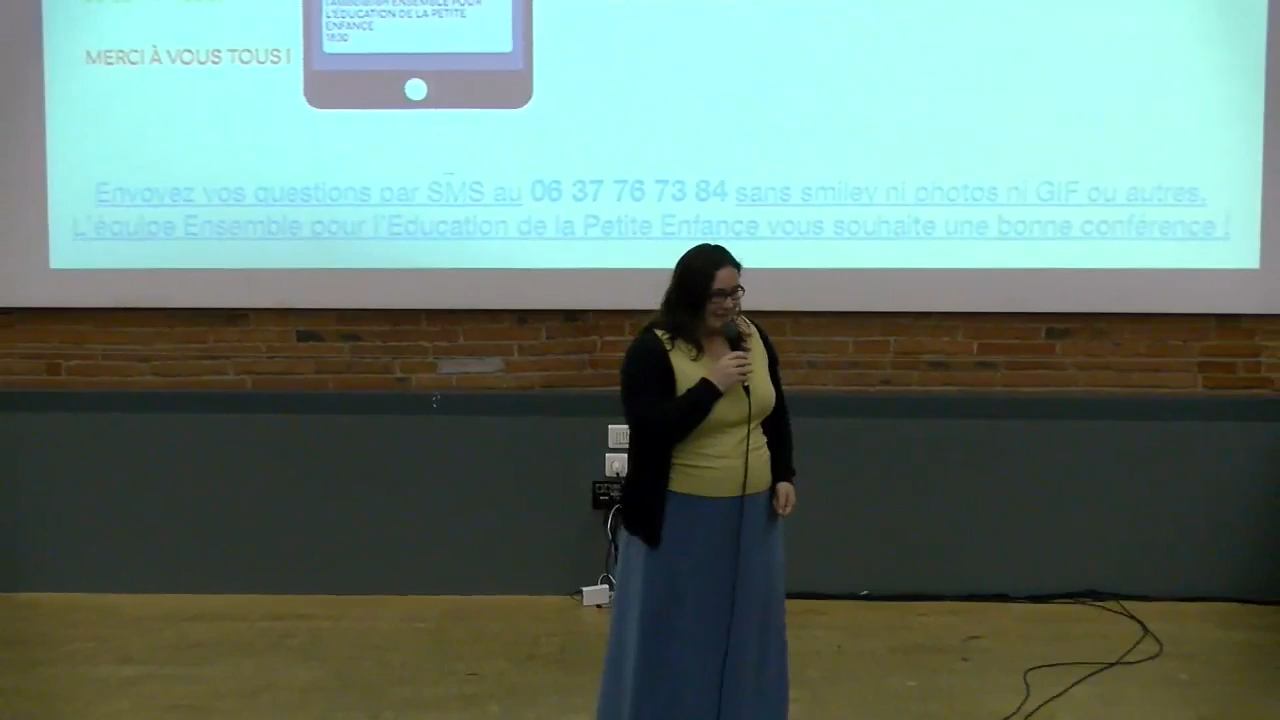 l'Association ENSEMBLE POUR
L'ÉDUCATION DE LA PETITE
ENFANCE
18:30
MERCI À VOUS TOUS !
Envoyez vos questions par SMS au 06 37 76 73 84 sans smiley ni photos ni GIF ou autres.
L'équipe Ensemble pour l'Education de la Petite Enfance vous souhaite une bonne conférence !